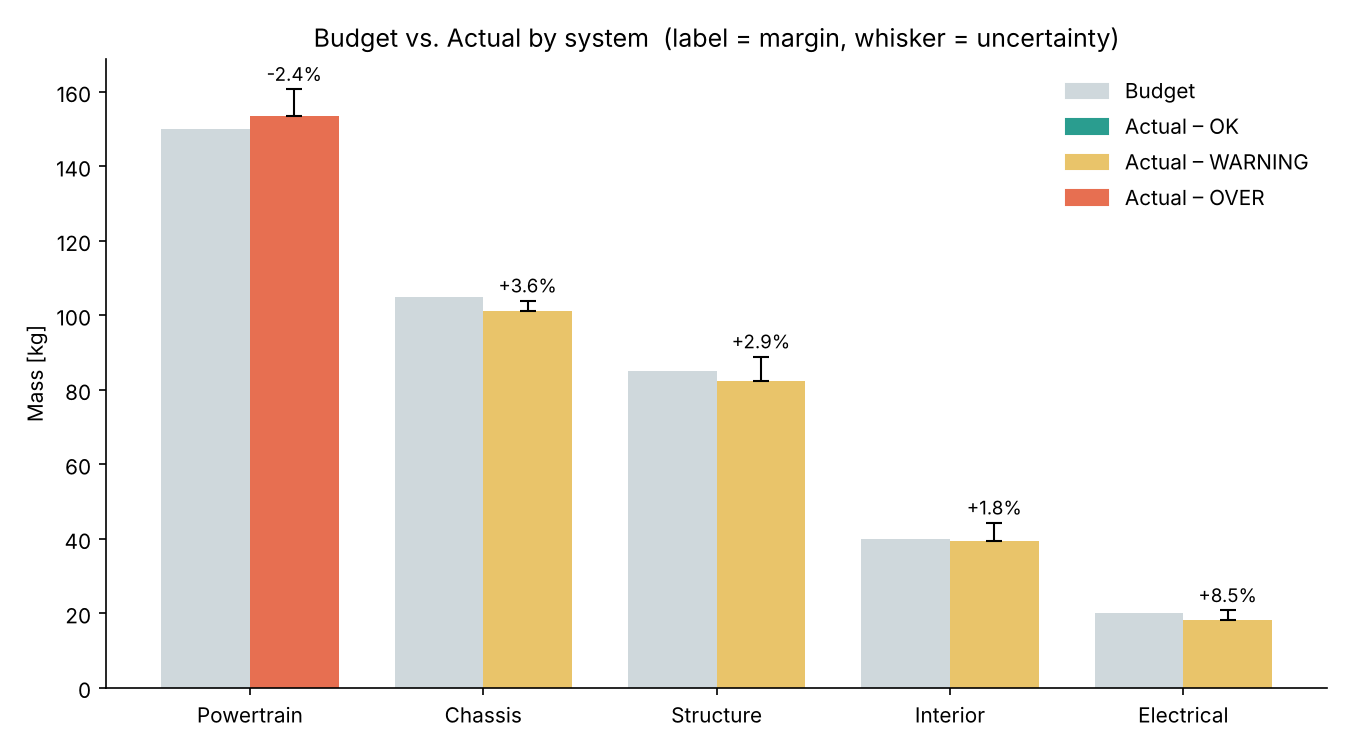 Budget vs. Actual by system (label = margin, whisker = uncertainty)
-2.4%
Budget
Actual – OK
Actual – WARNING
Actual – OVER
160
140
120
100
80
60
40
20
0
Mass [kg]
+3.6%
+2.9%
+1.8%
+8.5%
Powertrain
Chassis
Structure
Interior
Electrical